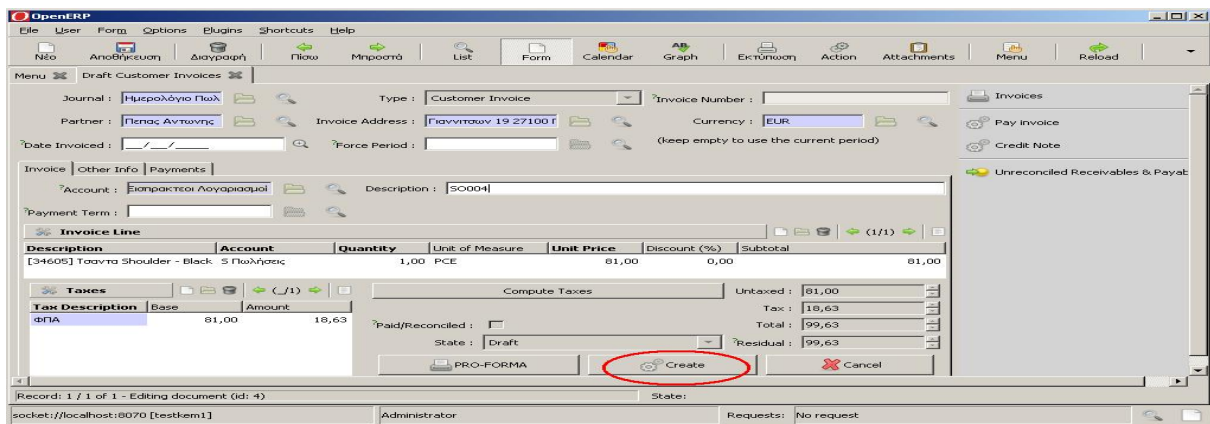 OpenERP
File User Form Options Plugins Shortcuts Help
Νέο Αποθήκευση Διαγραφή Πίσω Μπροστά List Form Calendar Graph Εκτύπωση Action Attachments Menu Reload
Menu Draft Customer Invoices
Journal : Ημερολόγιο Πωλ Type : Customer Invoice ?Invoice Number : Invoices
Partner : Πεπας Αντωνης Invoice Address : Γιαννιτσων 19 27100 Γ Currency : EUR Pay invoice
?Date Invoiced : __/__/____ ?Force Period : (keep empty to use the current period) Credit Note
Invoice Other Info Payments Unreconciled Receivables & Payab
?Account : Εισπρακτεοι Λογαριασμοί Description : SO004
?Payment Term :
Invoice Line (1/1)
Description Account Quantity Unit of Measure Unit Price Discount (%) Subtotal
[34605] Τσαντα Shoulder - Black S Πωλήσεις 1,00 PCE 81,00 0,00 81,00
Taxes (_/1) Compute Taxes Untaxed : 81,00
Tax Description Base Amount Tax : 18,63
ΦΠΑ 81,00 18,63 ?Paid/Reconciled : Total : 99,63
State : Draft ?Residual : 99,63
PRO-FORMA Create Cancel
Record: 1 / 1 of 1 - Editing document (id: 4) State:
socket://localhost:8070 [testkem1] Administrator Requests: No request